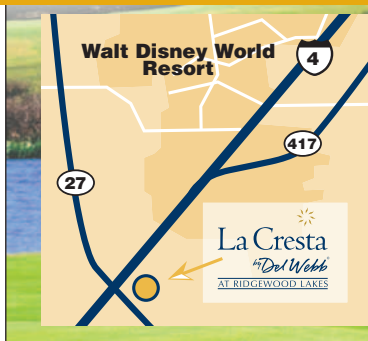 Walt Disney World
Resort
4
417
27
La Cresta
by Del Webb®
AT RIDGEWOOD LAKES